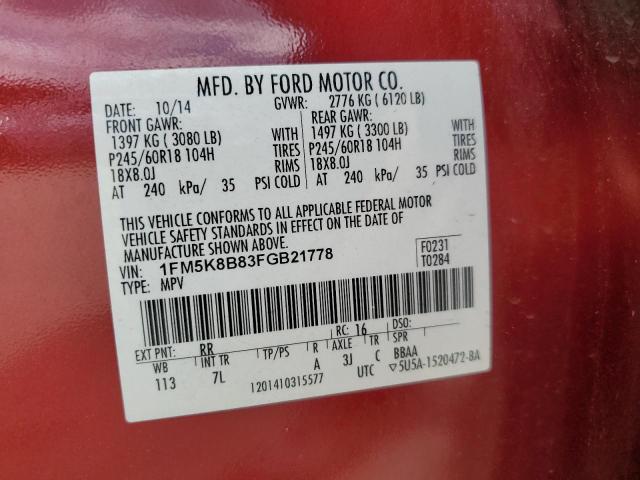 MFD. BY FORD MOTOR CO.
DATE: 10/14 GVWR: 2776 KG ( 6120 LB)
FRONT GAWR: REAR GAWR:
1397 KG ( 3080 LB) WITH 1497 KG ( 3300 LB) WITH
P245/60R18 104H TIRES P245/60R18 104H TIRES
18X8.0J RIMS 18X8.0J RIMS
AT 240 kPa/ 35 PSI COLD AT 240 kPa/ 35 PSI COLD
THIS VEHICLE CONFORMS TO ALL APPLICABLE FEDERAL MOTOR
VEHICLE SAFETY STANDARDS IN EFFECT ON THE DATE OF
MANUFACTURE SHOWN ABOVE.
VIN: 1FM5K8B83FGB21778 F0231
TYPE: MPV T0284
EXT PNT: RR RC: 16 DSO:
WB INT TR TP/PS R AXLE TR SPR
113 7L A 3J C BBAA
1201410315577 UTC ▽5U5A-1520472-BA